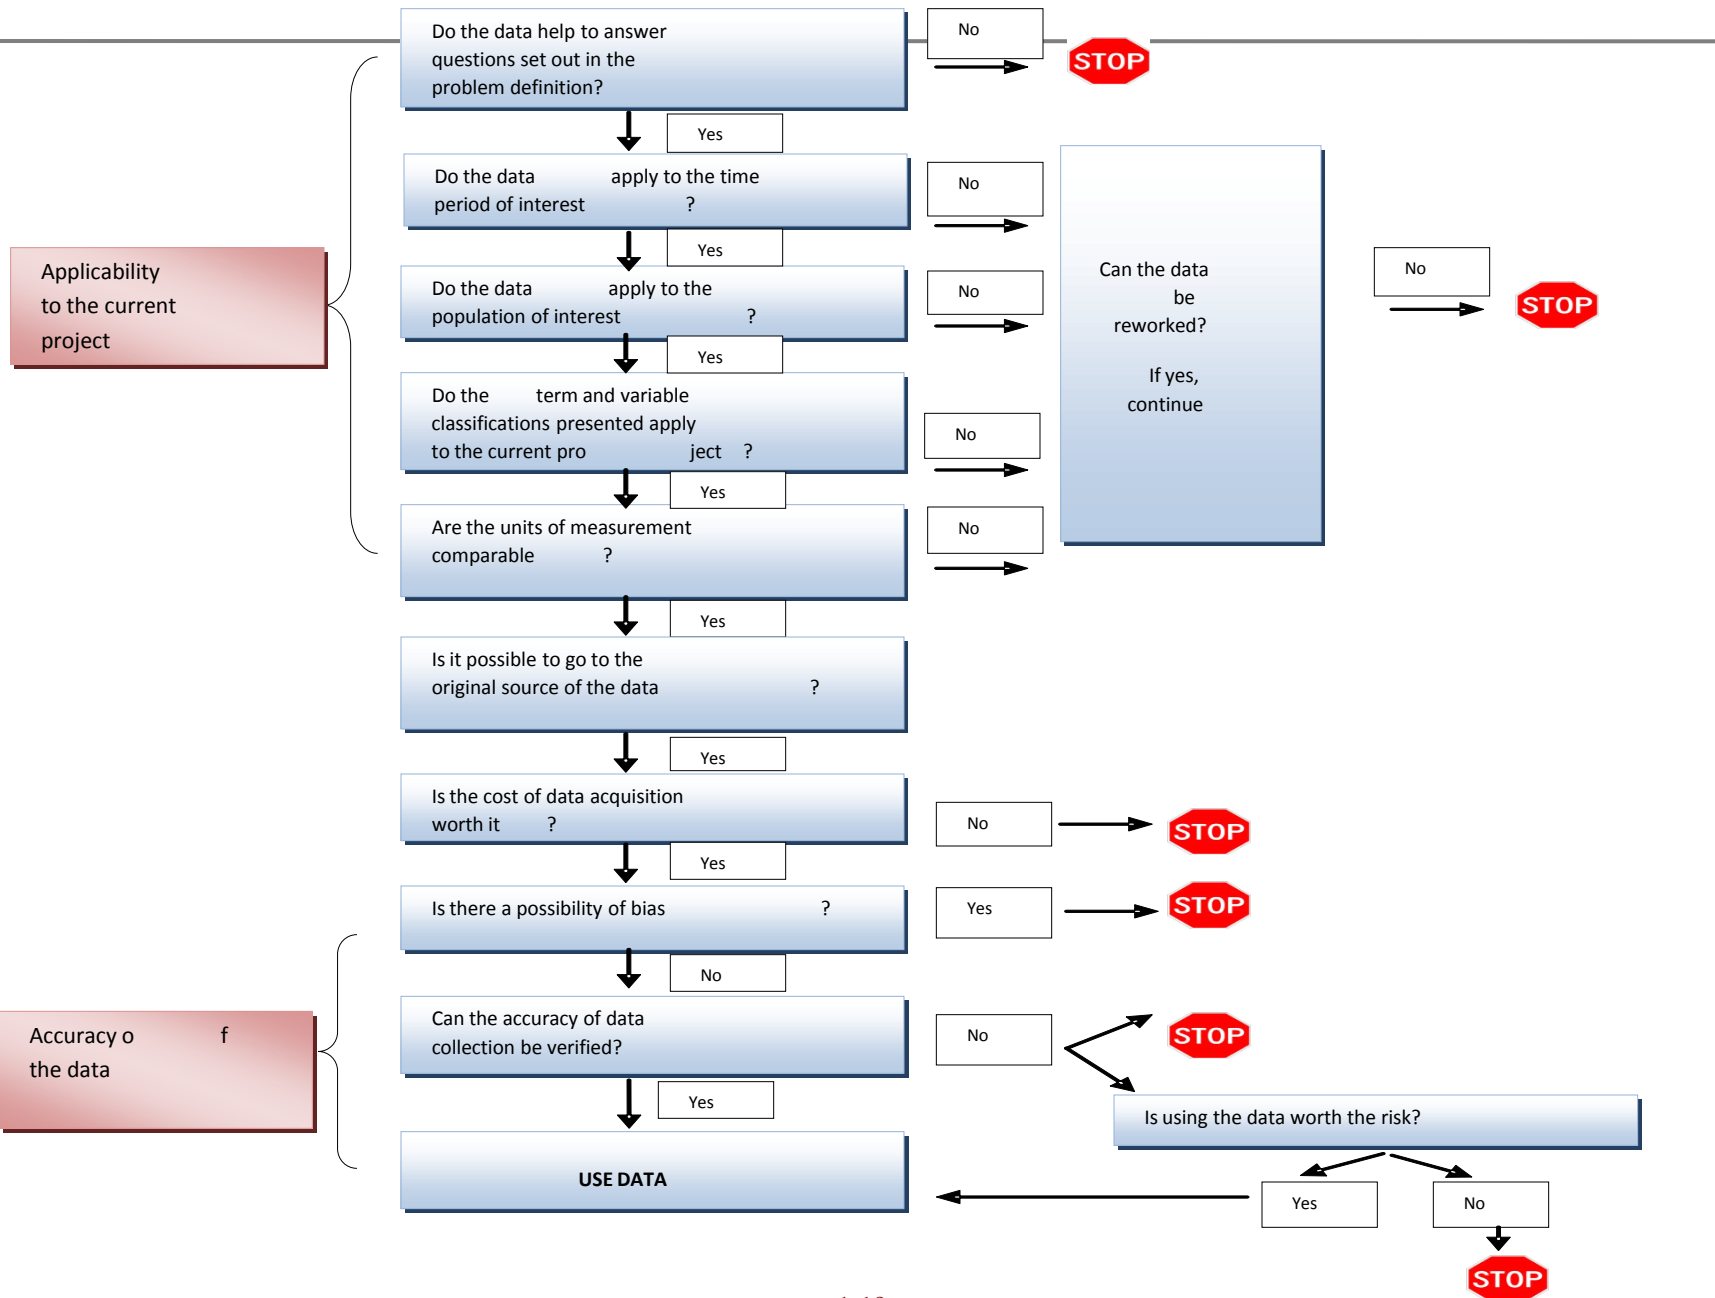 Do the data help to answer
questions set out in the
problem definition?
No
STOP
Yes
Do the data apply to the time
period of interest ?
No
Yes
Do the data apply to the
population of interest ?
No
Yes
Do the term and variable
classifications presented apply
to the current pro ject ?
No
Yes
Are the units of measurement
comparable ?
No
Can the data
be
reworked?
If yes,
continue
No
STOP
Applicability
to the current
project
Yes
Is it possible to go to the
original source of the data ?
Yes
Is the cost of data acquisition
worth it ?
No
STOP
Yes
Is there a possibility of bias ?
Yes
STOP
No
Can the accuracy of data
collection be verified?
No
STOP
Accuracy o f
the data
Yes
Is using the data worth the risk?
USE DATA
Yes
No
STOP